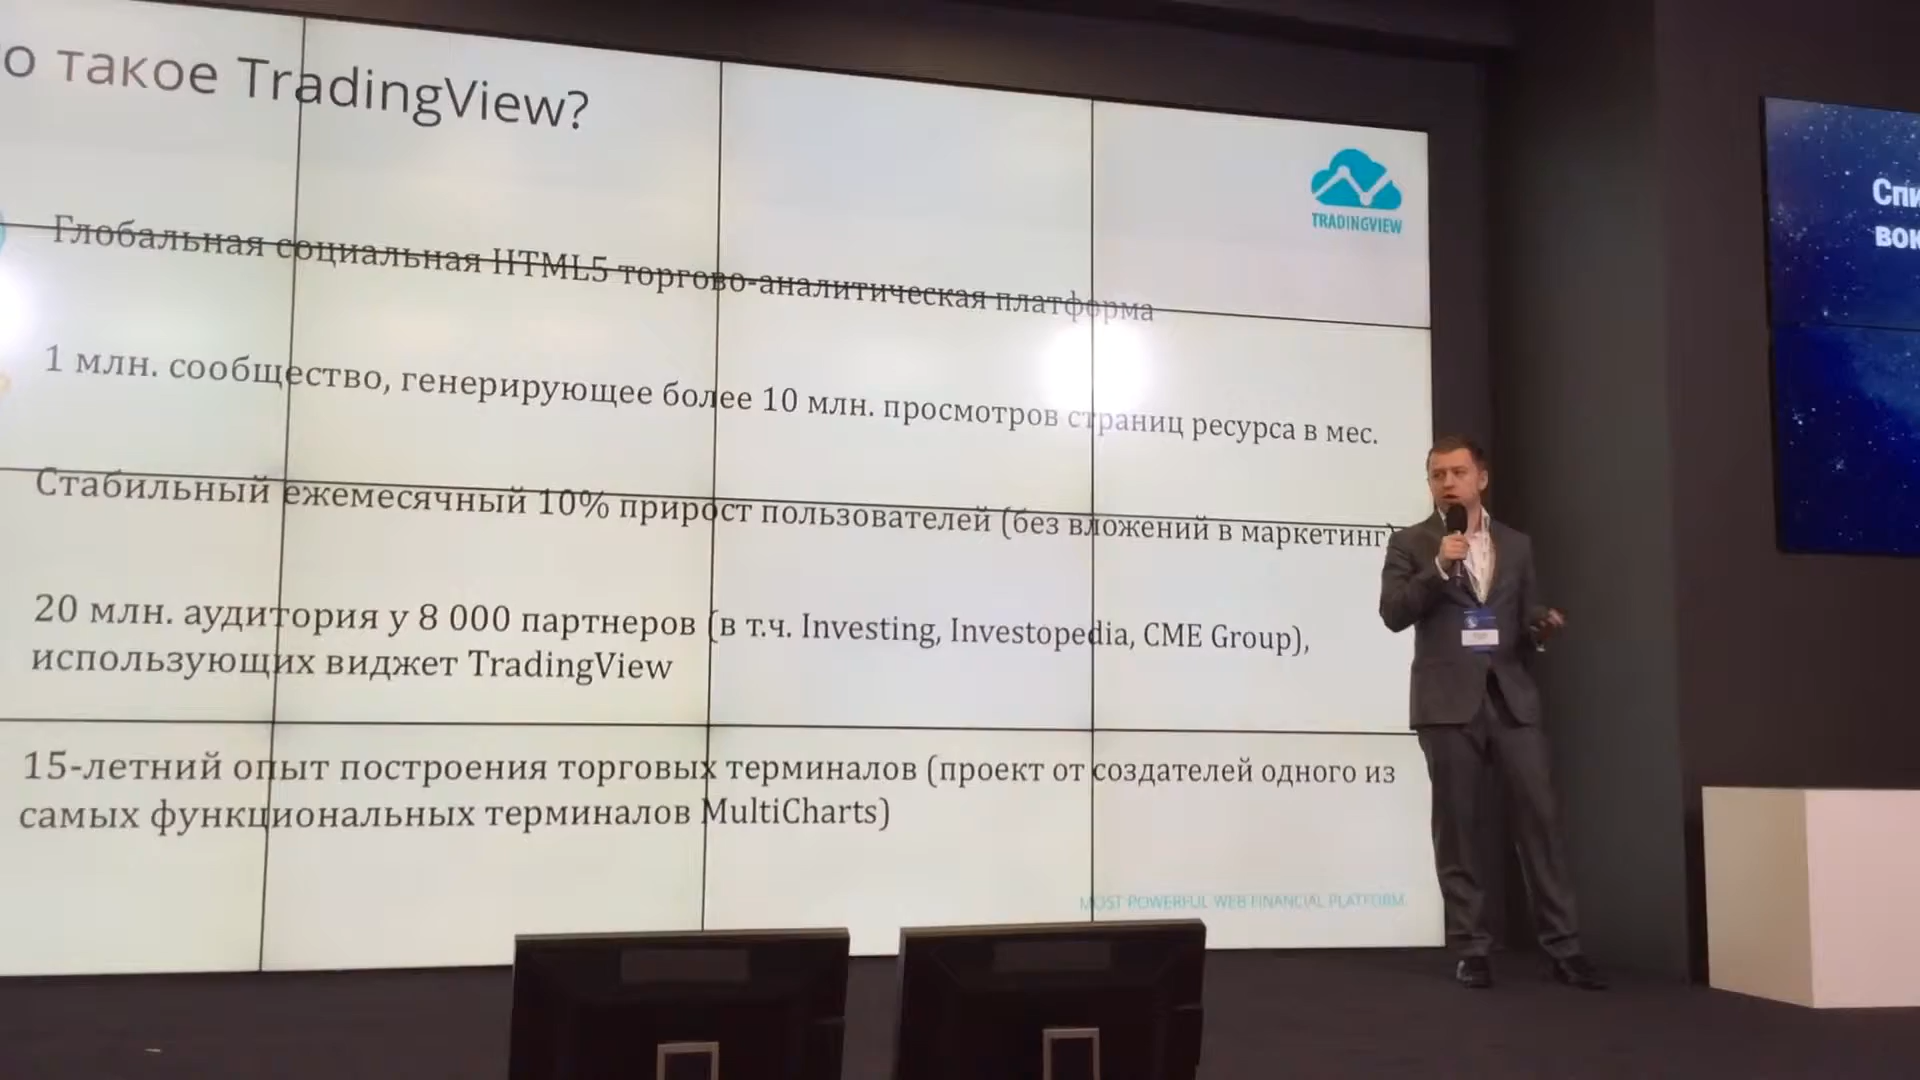 о такое TradingView?
TRADINGVIEW
Глобальная социальная HTML5 торгово-аналитическая платформа
1 млн. сообщество, генерирующее более 10 млн. просмотров страниц ресурса в мес.
Стабильный ежемесячный 10% прирост пользователей (без вложений в маркетинг)
20 млн. аудитория у 8 000 партнеров (в т.ч. Investing, Investopedia, CME Group),
использующих виджет TradingView
15-летний опыт построения торговых терминалов (проект от создателей одного из
самых функциональных терминалов MultiCharts)
MOST POWERFUL WEB FINANCIAL PLATFORM
Спи
вок